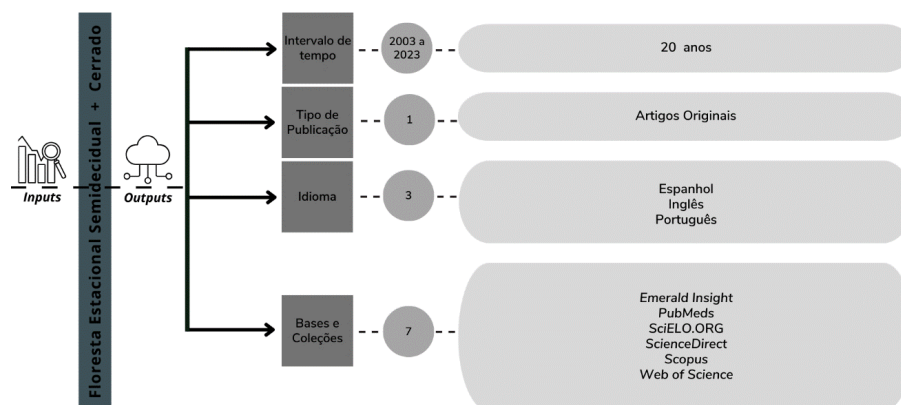 Floresta Estacional Semidecidual + Cerrado
Inputs
Outputs
Intervalo de
tempo
2003 a
2023
20 anos
Tipo de
Publicação
1
Artigos Originais
Idioma
3
Espanhol
Inglês
Português
Bases e
Coleções
7
Emerald Insight
PubMeds
SciELO.ORG
ScienceDirect
Scopus
Web of Science